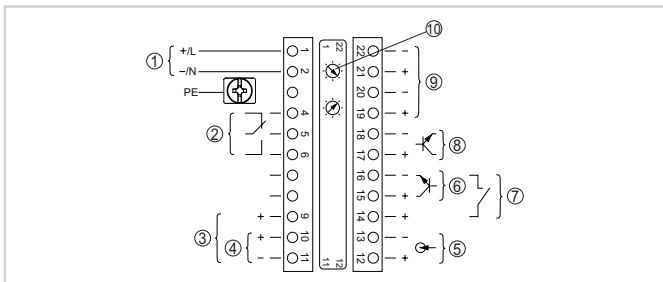 ⑩
① +/L 1 1 22 22 −
−/N 2 21 + ⑨
PE 20 −
② 4 19 +
5 18 − ⑧
6 17 +
16 − ⑥ ⑦
15 +
③ + 9 14 +
④ + 10 13 − ⑤
− 11 11 12 12 +